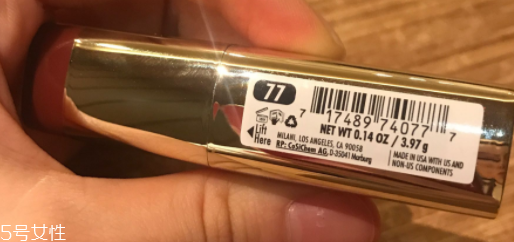 77
7 17489 74077 7
Lift
Here
NET WT 0.14 OZ / 3.97 g
MILANI, LOS ANGELES, CA 90058
RP: CoSiChem AG, D-35041 Marburg
MADE IN USA WITH US AND
NON-US COMPONENTS
5号女性